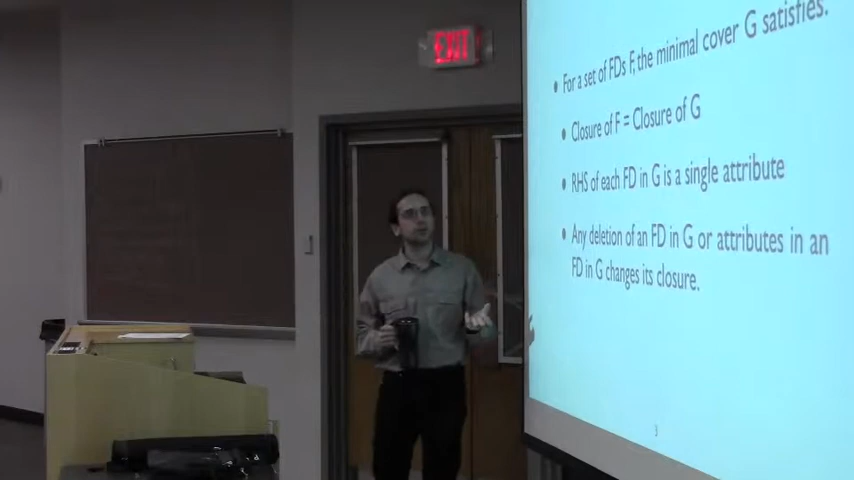 EXIT
• For a set of FDs F, the minimal cover G satisfies.
• Closure of F = Closure of G
• RHS of each FD in G is a single attribute
• Any deletion of an FD in G or attributes in an
FD in G changes its closure.
3